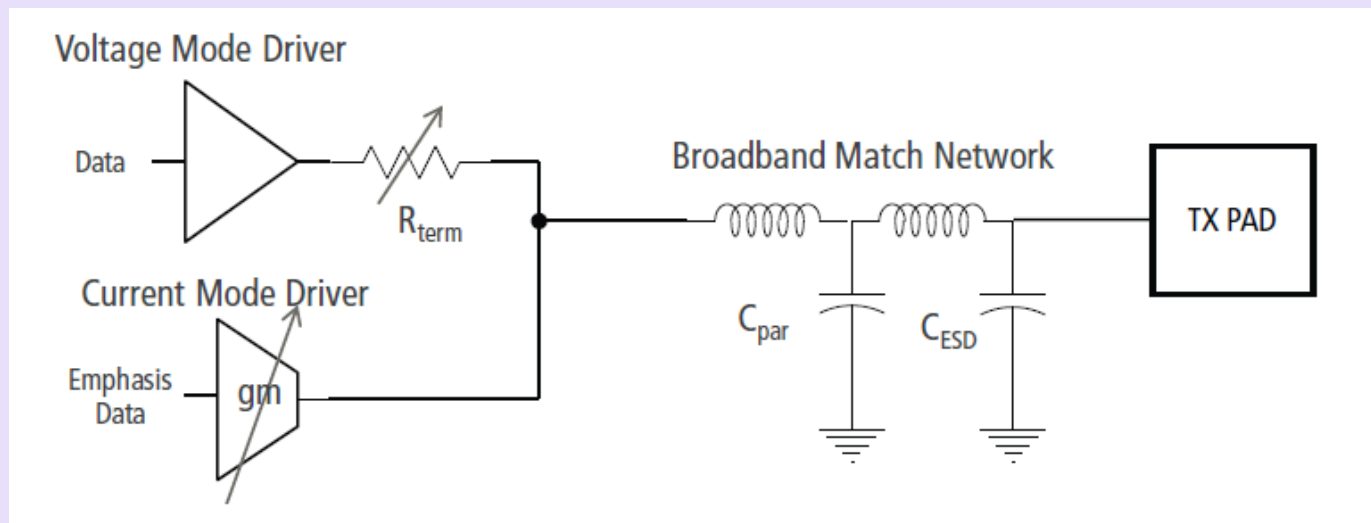 Voltage Mode Driver
Data
R_term
Current Mode Driver
Emphasis
Data
gm
Broadband Match Network
C_par
C_ESD
TX PAD